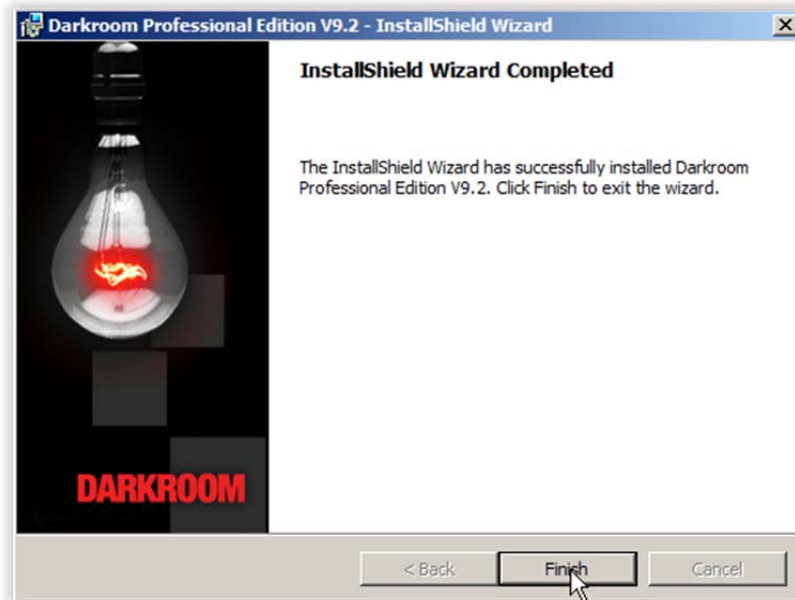 Darkroom Professional Edition V9.2 - InstallShield Wizard
InstallShield Wizard Completed
The InstallShield Wizard has successfully installed Darkroom
Professional Edition V9.2. Click Finish to exit the wizard.
DARKROOM
< Back
Finish
Cancel